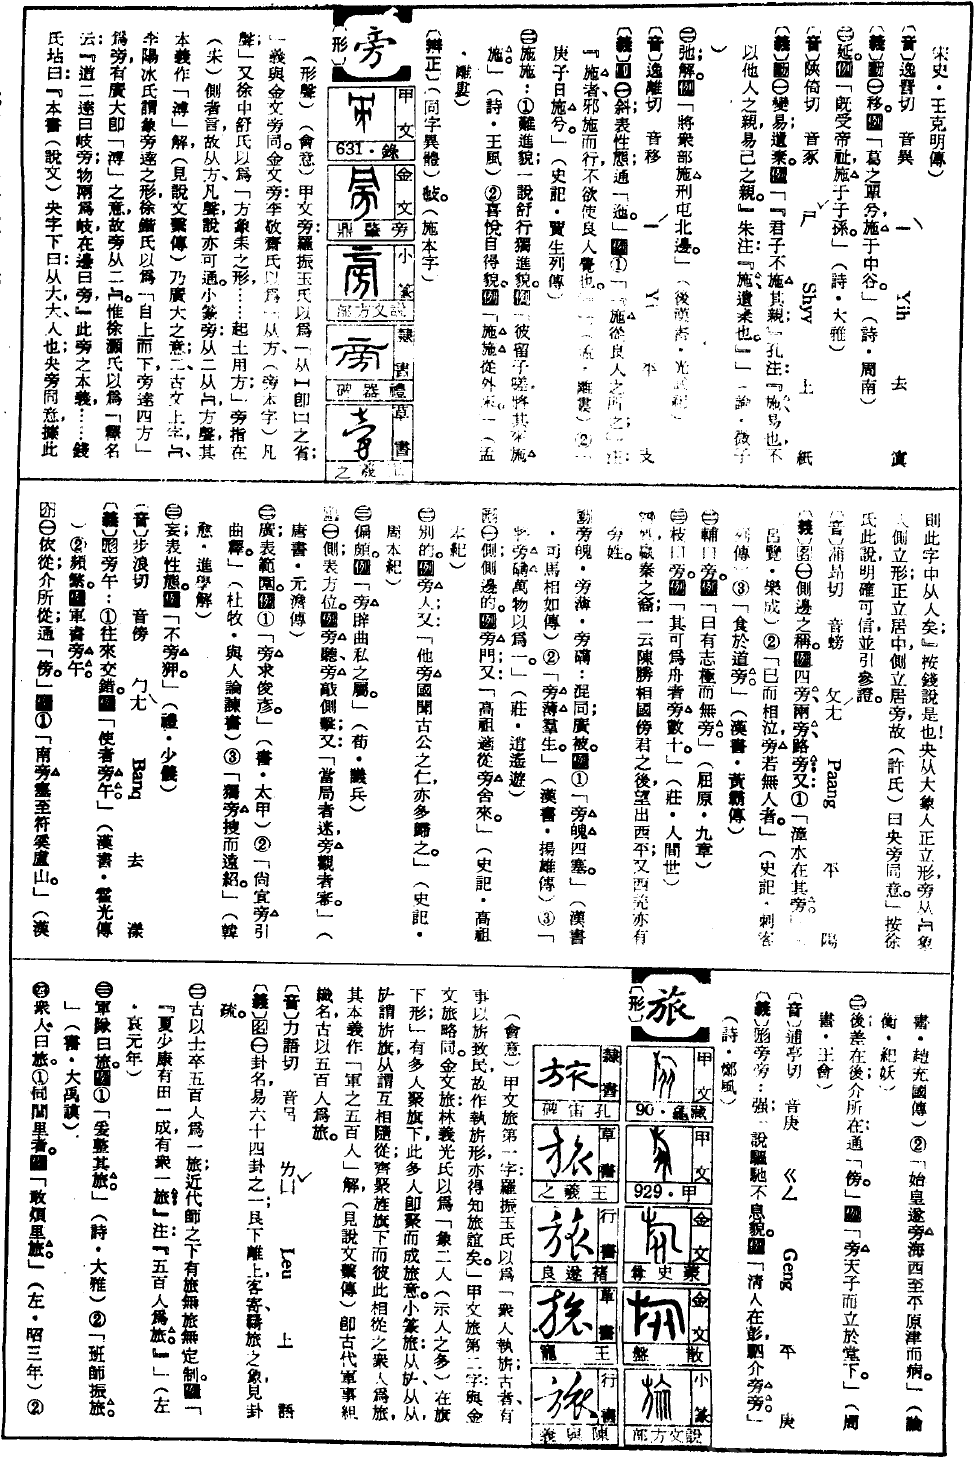 宋史·王克明傳）
〔音〕逸醫切　音異　ㄧˋ　Yih　去　寘
〔義〕動㊀移。例「葛之覃兮施于中谷。」（詩·周南）
㊁延。例「旣受帝祉，施于子孫。」（詩·大雅）
〔音〕陝倚切　音豕　ㄕˇ　Shyy　上　紙
〔義〕動㊀變易；遺棄。例「『君子不施其親』孔注：『施，易也，不
以他人之親易己之親。』朱注：『施，遺棄也。』」（論·微子
）
㊁弛解。例「將衆部施刑屯北邊。」（後漢書·光武紀）
〔音〕逸離切　音移　ㄧˊ　Yi　平　支
〔義〕副㊀斜表性態通「迤。」例①「『施從良人之所之』注：
『施者，邪施而行，不欲使良人覺也。』」（孟·離婁）②「
庚子日施兮。」（史記·賈生列傳）
㊁施施：①難進貌；一說舒行獨進貌。例「彼留子嗟，將其來施
施。」（詩·王風）②喜悅自得貌。例「施施從外來。」（孟
·離婁）
〔辨正〕（同字異體）㪉（施本字）
旁
〔形〕
甲文　631·錄
金文　鼎肇旁
小篆　部方文說
隸書　碑器禮
草書　之羲王
（形聲）（會意）甲文旁：羅振玉氏以爲「从𠔼卽口之省；
」義與金文旁同。金文旁：李敬齋氏以爲「从方、（旁本字）凡
聲；」又徐中舒氏以爲「方象耒之形……起土用方」旁指在
（耒）側者言，故从方；凡聲說亦可通。小篆旁从二从𠔼、方聲，其
本義作「溥」解（見說文繫傳）乃廣大之意；二古文上字；𠔼，
李陽冰氏謂象旁達之形，徐鍇氏以爲「自上而下旁達四方」
爲旁有廣大卽「溥」之意，故旁从二𠔼。惟徐灝氏以爲「釋名
云『道二達曰岐旁，物兩爲岐，在邊曰旁』此旁之本義……錢
氏坫曰：『本書（說文）央字下曰：从大、大、人也，央旁同意，據此
則此字中从人矣』按錢說是也！央从大象人正立形，旁从𠔼象
人側立形；正立居中，側立居旁，故（許氏）曰央旁同意。」按徐
氏此說明確可信，並引參證。
〔音〕蒲昂切　音螃　ㄆㄤˊ　Parng　平　陽
〔義〕名㊀側邊之稱。例四旁、兩旁、路旁；又①「潼水在其旁。」（
呂覽·樂成）②「已而相泣，旁若無人者。」（史記·刺客
列傳）③「食於道旁。」（漢書·黃霸傳）
㊁輔；口旁。例「曰有志極而無旁。」（屈原·九章）
㊂枝；口旁。例「其可爲舟者旁數十。」（莊·人間世）
㊃姓。
動旁魄·旁薄·旁礴：混同；廣被。例①「旁魄四塞。」（漢書
·司馬相如傳）②「旁薄羣生。」（漢書·揚雄傳）③「
將旁礴萬物以爲一。」（莊·逍遙遊）
形㊀側；側邊的。例旁門；又「高祖適從旁舍來。」（史記·高祖
本紀）
㊁別的。例旁人；又「他旁國聞古公之仁，亦多歸之。」（史記·
周本紀）
㊂偏頗。例「旁辟曲私之屬。」（荀·議兵）
副㊀側；表方位。例旁聽、旁敲側擊；又「當局者迷，旁觀者審。」（
唐書·元澹傳）
㊁廣；表範圍。例①「旁求俊彥。」（書·太甲）②「尙宜旁引
曲釋。」（杜牧·與人論諫書）③「獨旁搜而遠紹。」（韓
愈·進學解）
㊂妄；表性態。例「不旁狎。」（禮·少儀）
〔音〕步浪切　音傍　ㄅㄤˋ　Bang　去　漾
〔義〕形旁午：①往來交錯。例「使者旁午。」（漢書·霍光傳
）②頻繁。例軍書旁午。
介㊀依從；介所從，通「傍。」例①「南旁塞至符奚廬山。」（漢
書·趙充國傳）②「始皇遂旁海西至平原津而病。」（論
衡·紀妖）
㊁後；差在後；介所在，通「傍。」例「旁天子而立於堂下。」（周
書·王會）
〔音〕逋亨切　音庚　ㄍㄥ　Geng　平　庚
〔義〕形旁旁：强；一說驅馳不息貌。例「淸人在彭，駟介旁旁。」
（詩·鄭風）
旅
〔形〕
甲文　90·龜藏
甲文　929·甲
金文　史𥎦
金文　盤散
小篆　部方文說
隸書　碑宙孔
草書　之羲王
行書　良遂褚
草書　寵王
行書　義與陳
（會意）甲文旅第一字：羅振玉氏以爲「衆人執旂；古者有
事以旂致民，故作執旂形，亦得知旅誼矣。」甲文旅第二字與金
文旅略同。金文旅：林義光氏以爲「象二人（示人之多）在旗
下形；」有多人聚旗下，此多人卽聚而成旅意。小篆旅：从㫃、从从，
㫃謂旂旗，从謂互相隨從；齊聚旌旗下而彼此相從之衆人爲旅，
其本義作「軍之五百人」解（見說文繫傳）卽古代軍事組
織名，古以五百人爲旅。
〔音〕力語切　音呂　ㄌㄩˇ　Leu　上　語
〔義〕名㊀卦名，易六十四卦之一；艮下離上，客寄羈旅之象，見卦
疏。
㊁古以士卒五百人爲一旅；近代師之下有旅，無旅無定制。例「
『夏少康有田一成，有衆一旅』注：『五百人爲旅。』」（左
·哀元年）
㊂軍隊曰旅。例①「爰整其旅。」（詩·大雅）②「班師振旅。
」（書·大禹謨）
㊃衆人曰旅。①同閭里者。例「敢煩里旅。」（左·昭三年）②